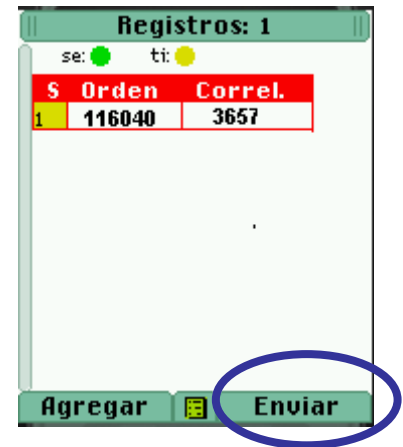 Registros: 1
se: ti:
S Orden Correl.
1 116040 3657
Agregar Enviar